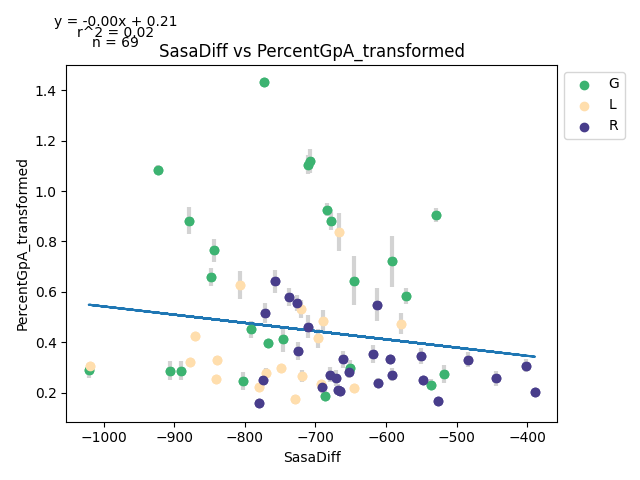 y = -0.00x + 0.21
r^2 = 0.02
n = 69
SasaDiff vs PercentGpA_transformed
G
L
R
PercentGpA_transformed
1.4
1.2
1.0
0.8
0.6
0.4
0.2
−1000 −900 −800 −700 −600 −500 −400
SasaDiff